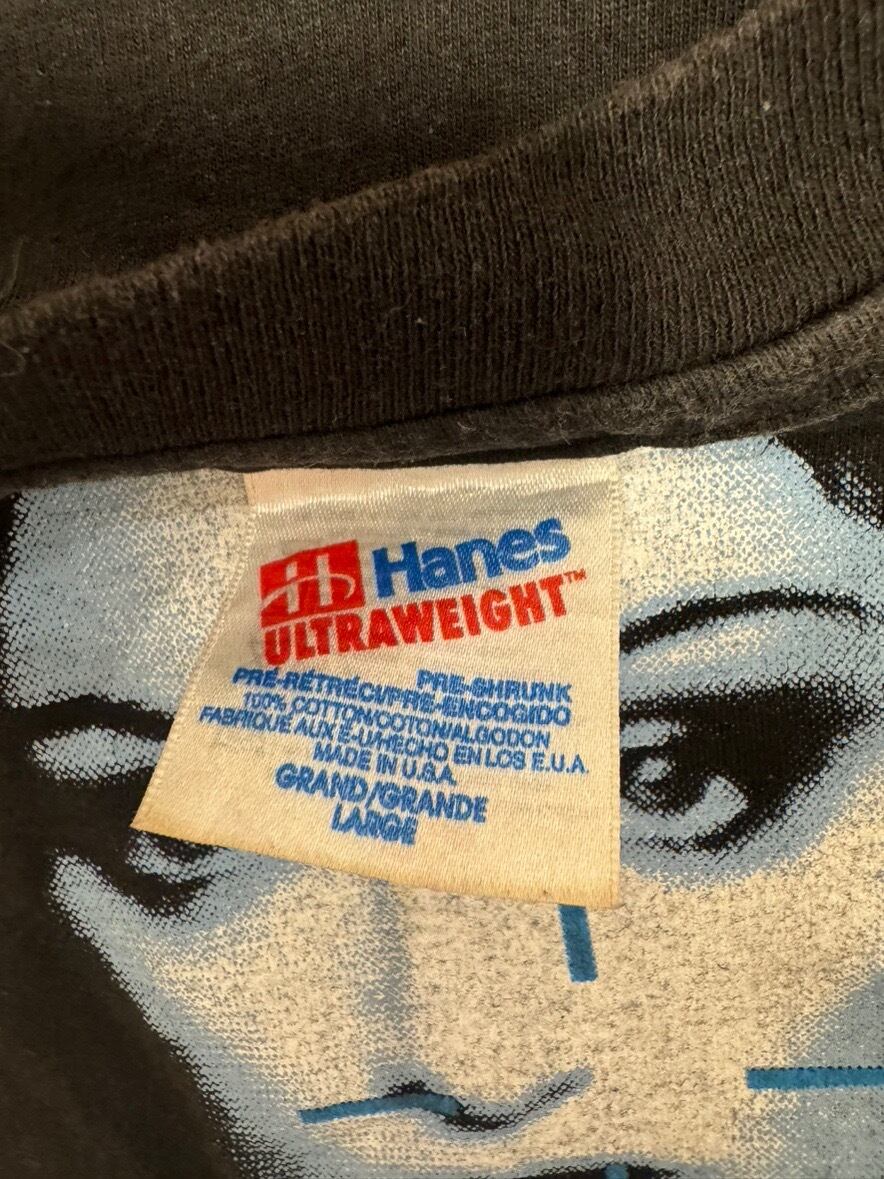 Hanes
ULTRAWEIGHT™
PRE-SHRUNK
PRÉ-RÉTRÉCI/PRE-ENCOGIDO
100% COTTON/COTON/ALGODON
FABRIQUÉ AUX É-U/HECHO EN LOS E.U.A.
MADE IN U.S.A.
GRAND/GRANDE
LARGE